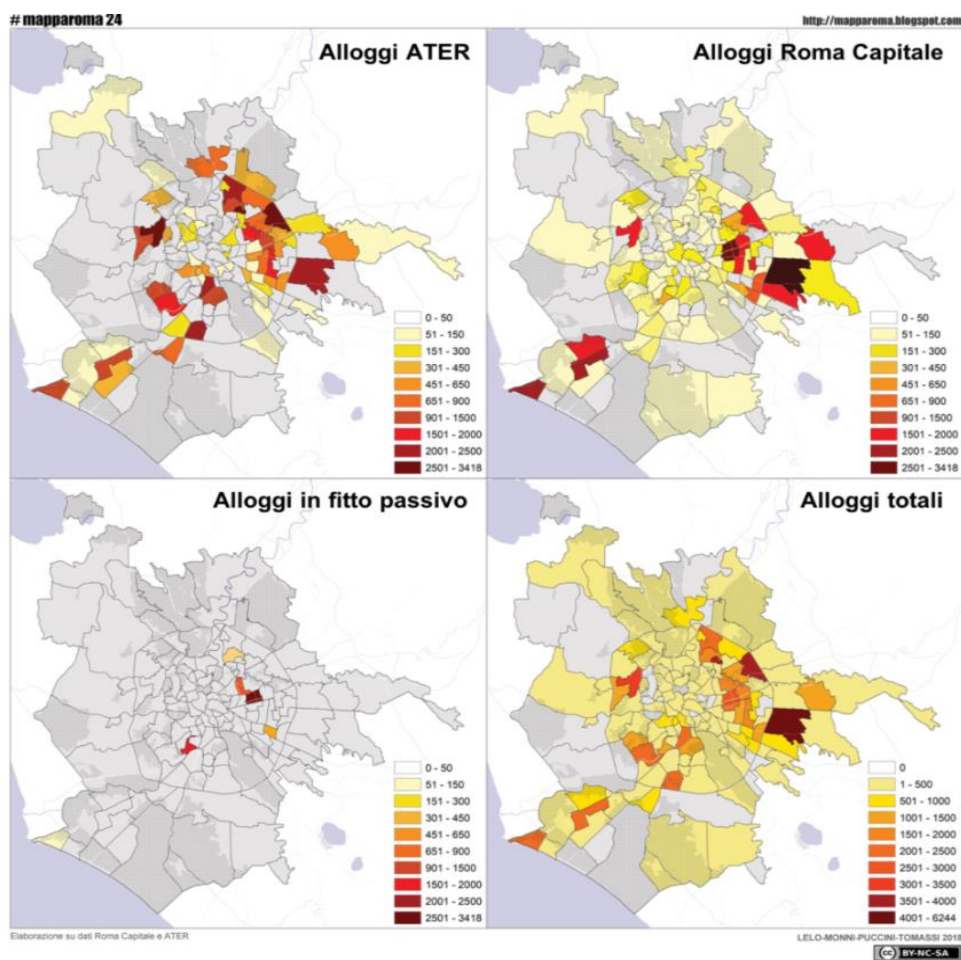 # mapparoma 24
http://mapparoma.blogspot.com
Alloggi ATER
0 - 50
51 - 150
151 - 300
301 - 450
451 - 650
651 - 900
901 - 1500
1501 - 2000
2001 - 2500
2501 - 3418
Alloggi Roma Capitale
0 - 50
51 - 150
151 - 300
301 - 450
451 - 650
651 - 900
901 - 1500
1501 - 2000
2001 - 2500
2501 - 3418
Alloggi in fitto passivo
0 - 50
51 - 150
151 - 300
301 - 450
451 - 650
651 - 900
901 - 1500
1501 - 2000
2001 - 2500
2501 - 3418
Alloggi totali
0
1 - 500
501 - 1000
1001 - 1500
1501 - 2000
2001 - 2500
2501 - 3000
3001 - 3500
3501 - 4000
4001 - 6244
Elaborazione su dati Roma Capitale e ATER
LELO-MONNI-PUCCINI-TOMASSI 2018
cc BY-NC-SA